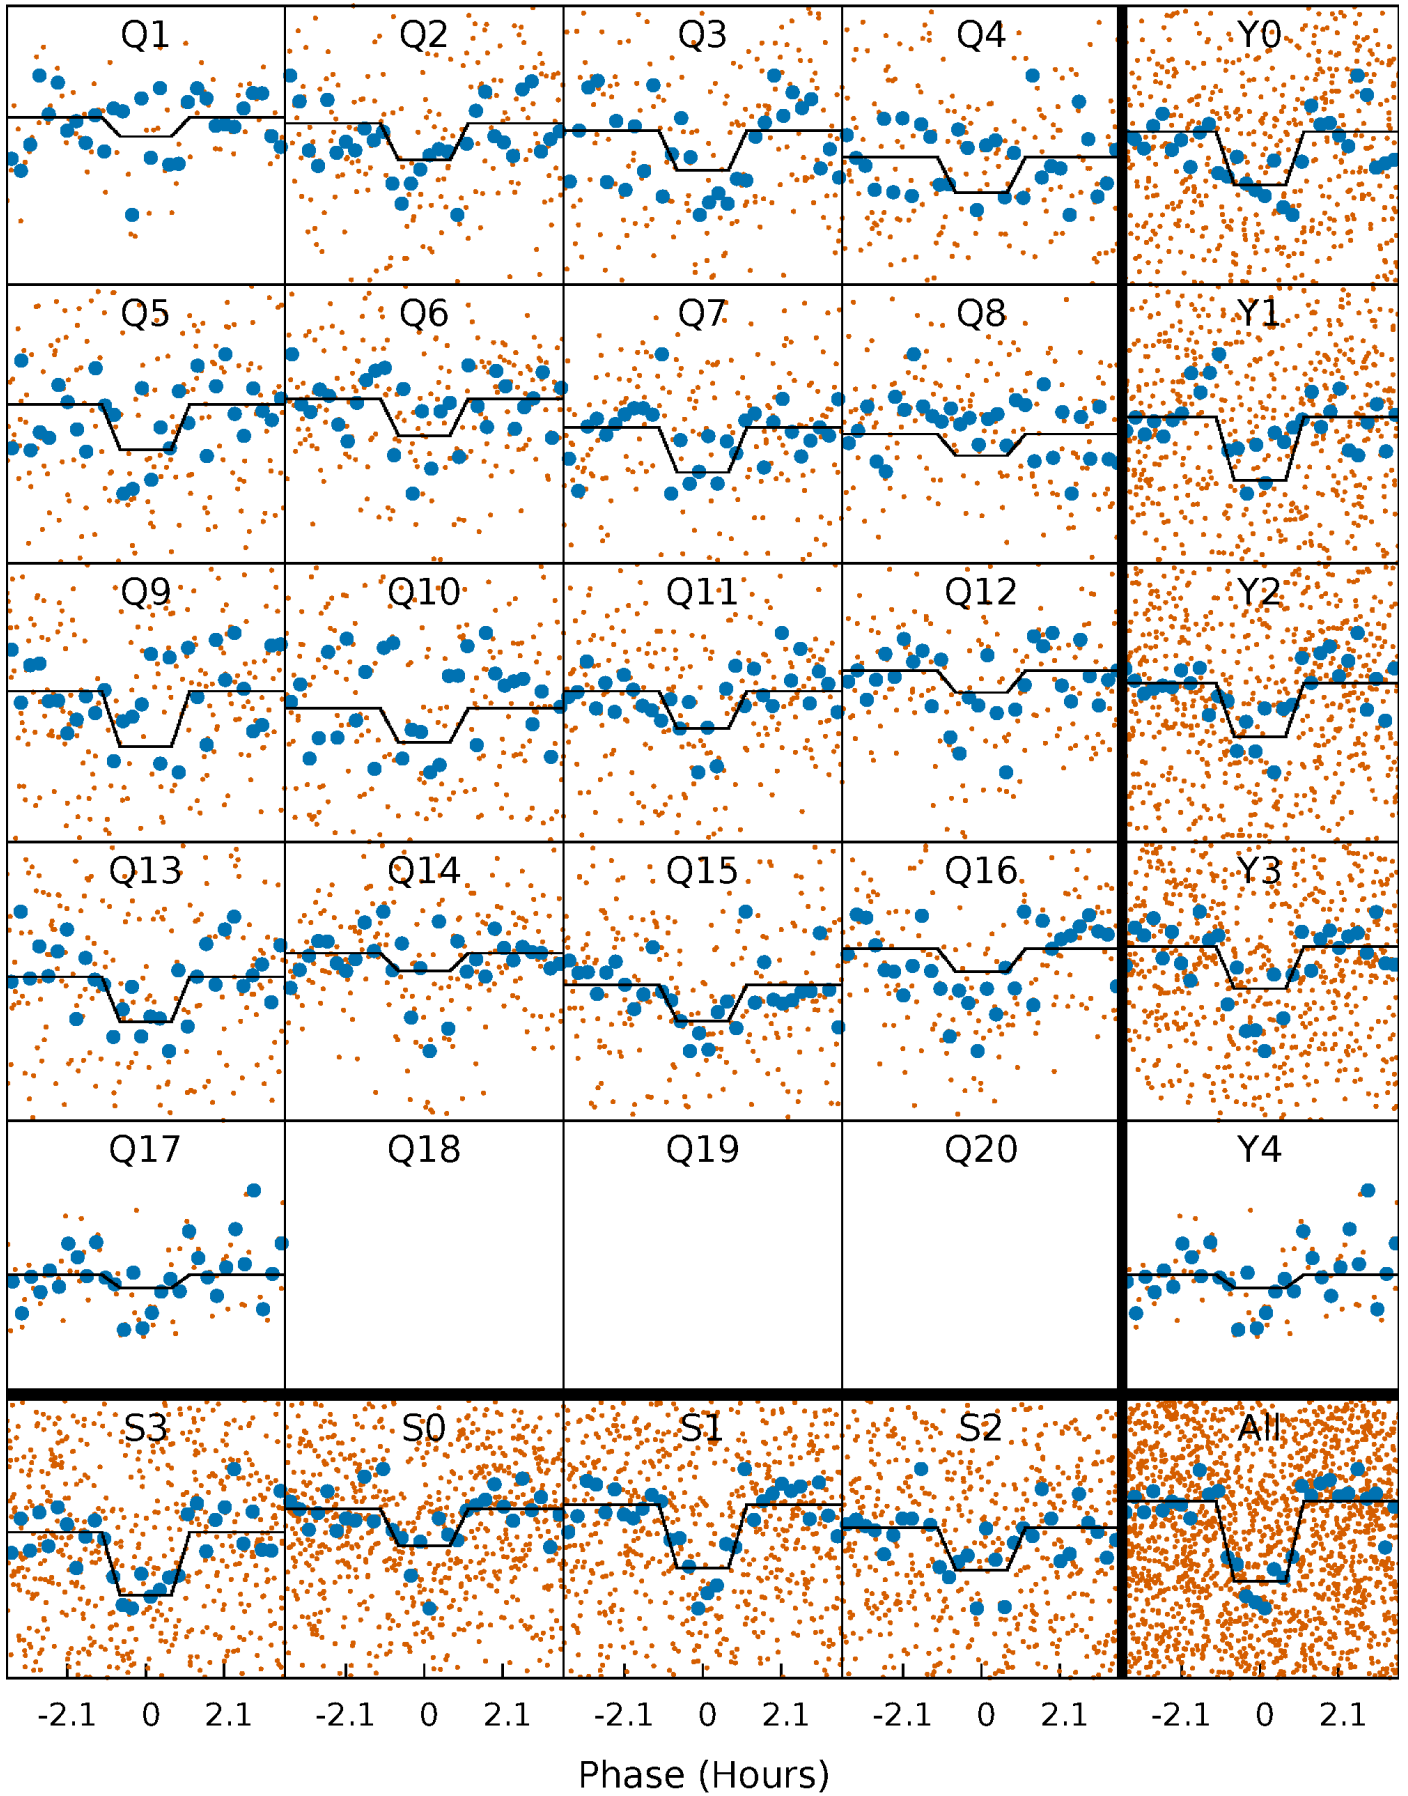 Q1 Q2 Q3 Q4 Y0
Q5 Q6 Q7 Q8 Y1
Q9 Q10 Q11 Q12 Y2
Q13 Q14 Q15 Q16 Y3
Q17 Q18 Q19 Q20 Y4
S3 S0 S1 S2 All
-2.1 0 2.1 -2.1 0 2.1 -2.1 0 2.1 -2.1 0 2.1 -2.1 0 2.1
Phase (Hours)